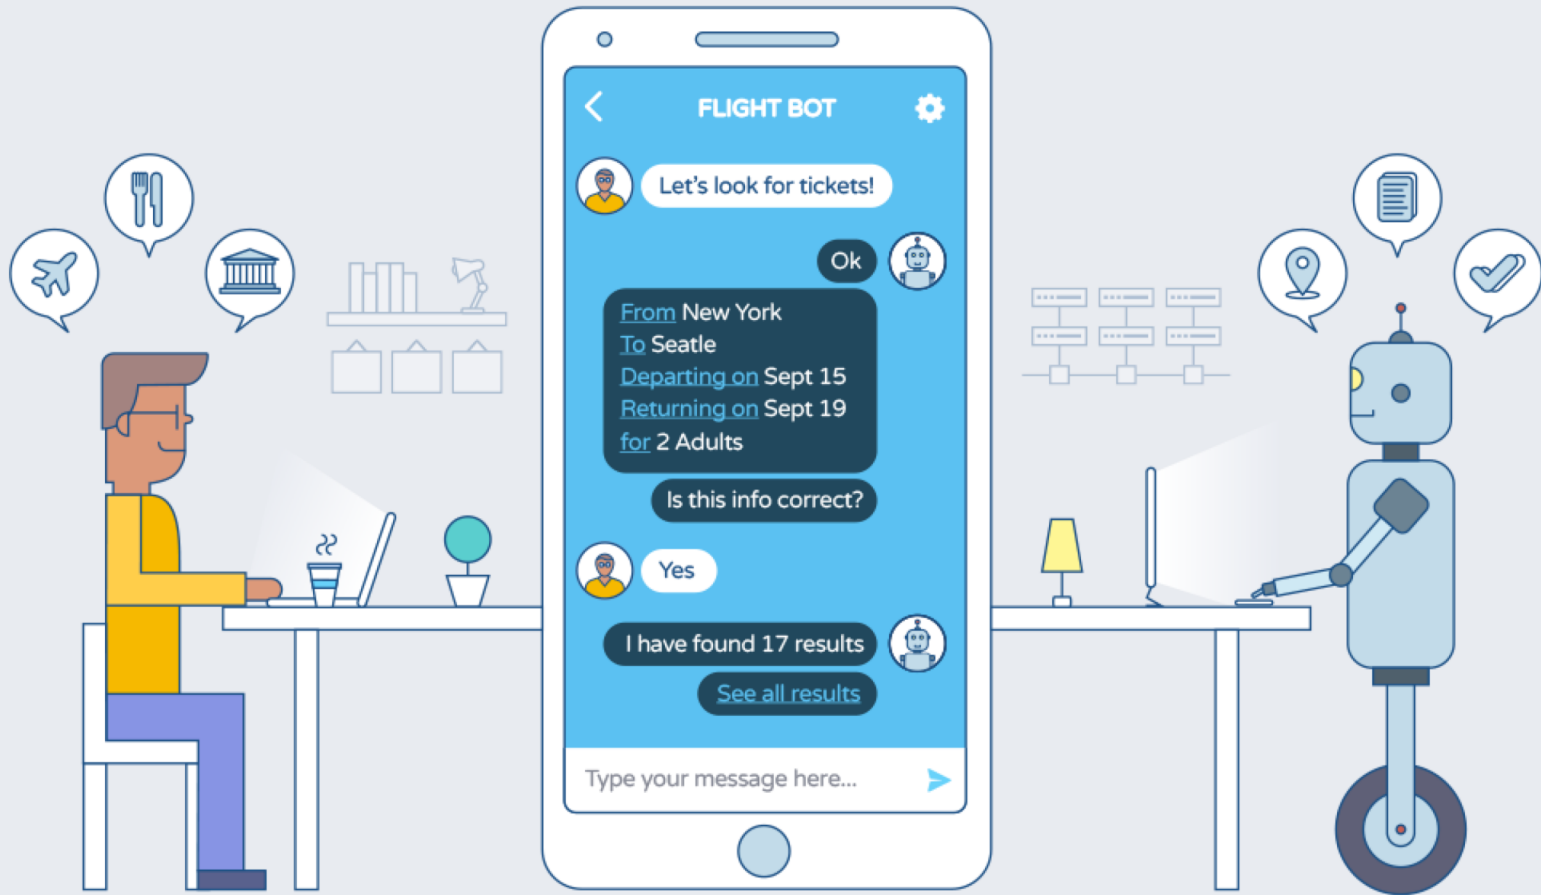 FLIGHT BOT
Let's look for tickets!
Ok
From New York
To Seatle
Departing on Sept 15
Returning on Sept 19
for 2 Adults
Is this info correct?
Yes
I have found 17 results
See all results
Type your message here...